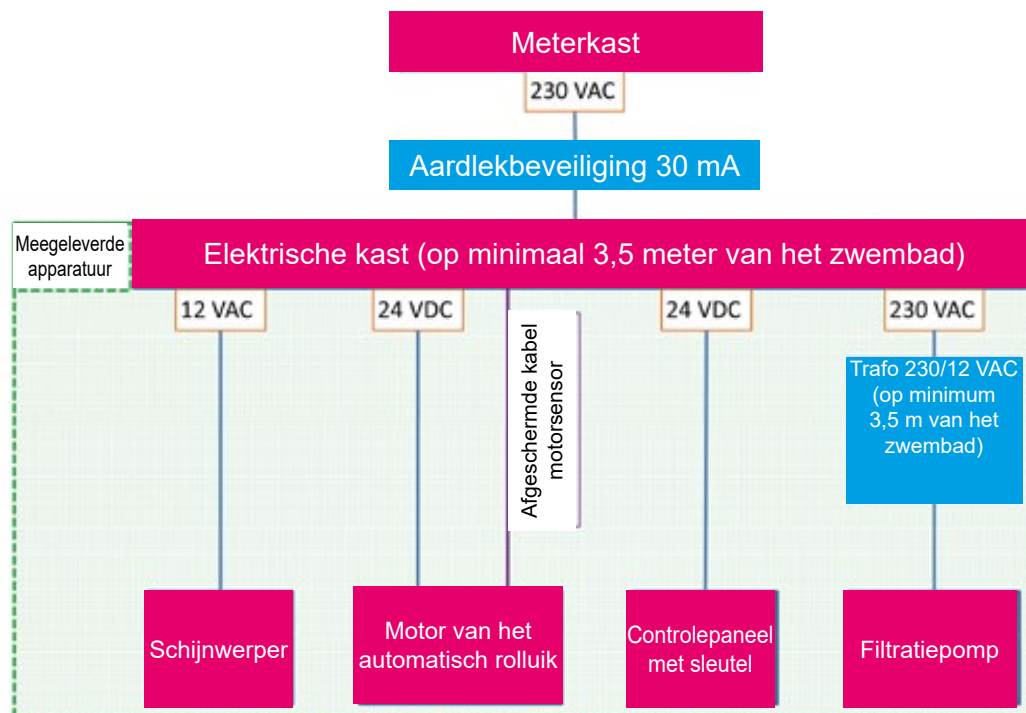 Meterkast
230 VAC
Aardlekbeveiliging 30 mA
Meegeleverde
apparatuur
Elektrische kast (op minimaal 3,5 meter van het zwembad)
12 VAC
24 VDC
Afgeschermde kabel
motorsensor
24 VDC
230 VAC
Trafo 230/12 VAC
(op minimum
3,5 m van het
zwembad)
Schijnwerper
Motor van het
automatisch rolluik
Controlepaneel
met sleutel
Filtratiepomp